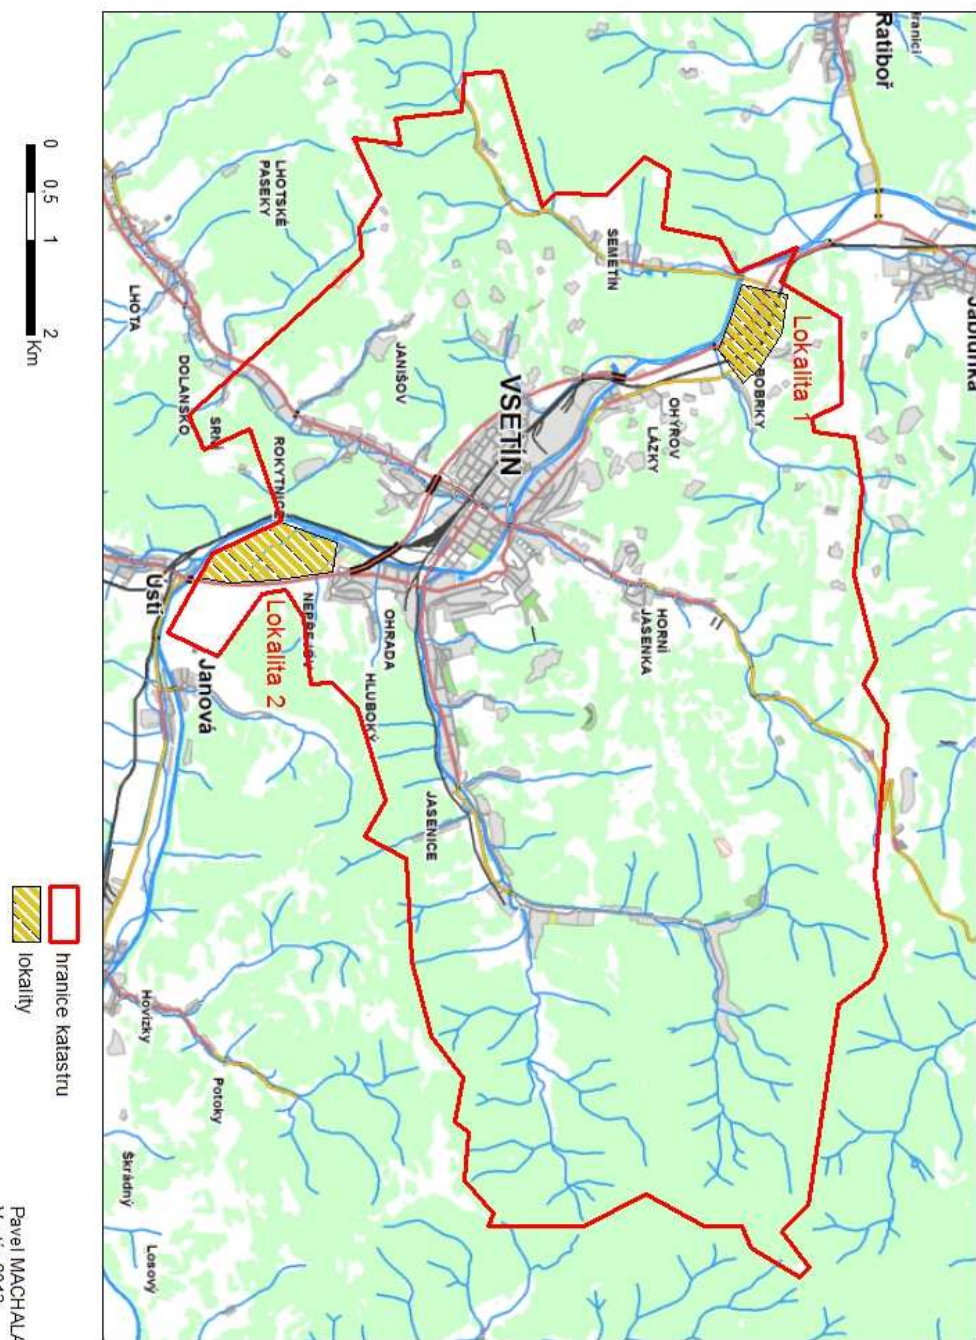 Ratiboř
Hranici
Jablůnka
Lokalita 1
BOBRKY
SEMETÍN
OHÝŘOV
LÁZKY
VSETÍN
JANIŠOV
LHOTSKÉ
PASEKY
LHOTA
DOLANSKO
SRNÍ
ROKYTNICE
HORNÍ
JASENKA
OHRADA
NEPŘEJOV
HLUBOKÝ
Lokalita 2
Ústí
Janová
JASENICE
Hovízky
Potoky
Škrádný
Losový
0 0,5 1 2
Km
hranice katastru
lokality
Pavel MACHALA